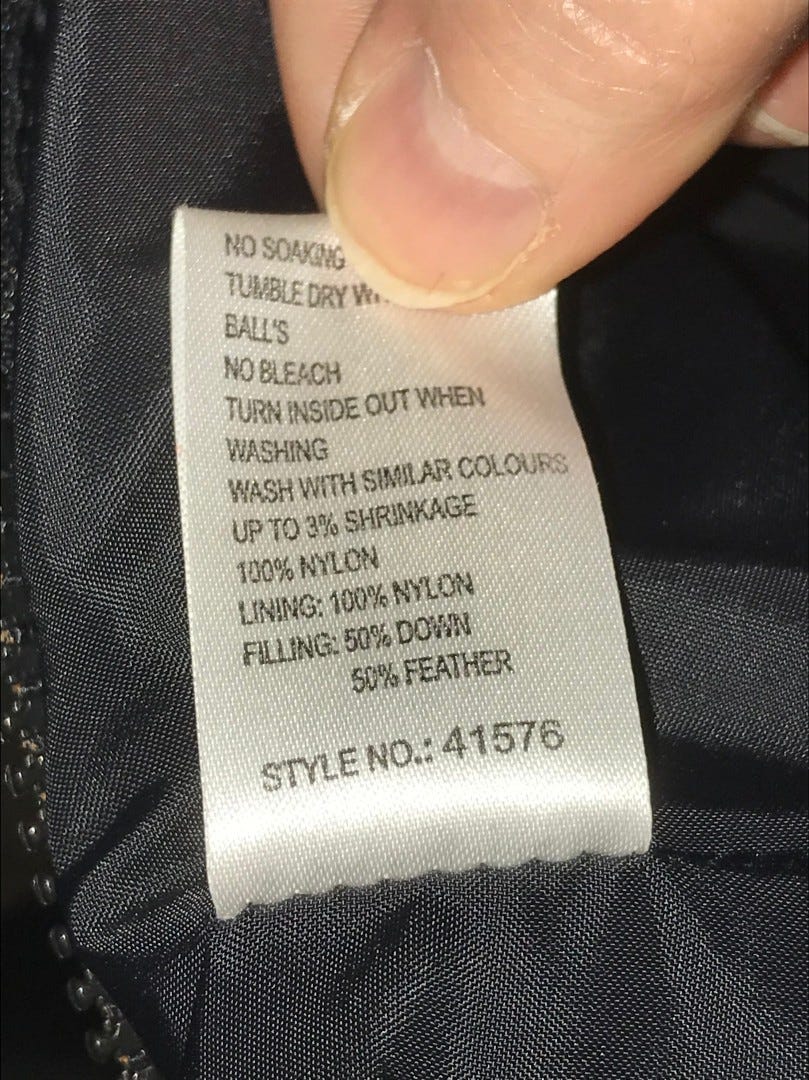 NO SOAKING
TUMBLE DRY
BALL'S
NO BLEACH
TURN INSIDE OUT WHEN
WASHING
WASH WITH SIMILAR COLOURS
UP TO 3% SHRINKAGE
100% NYLON
LINING: 100% NYLON
FILLING: 50% DOWN
50% FEATHER
STYLE NO.: 41576